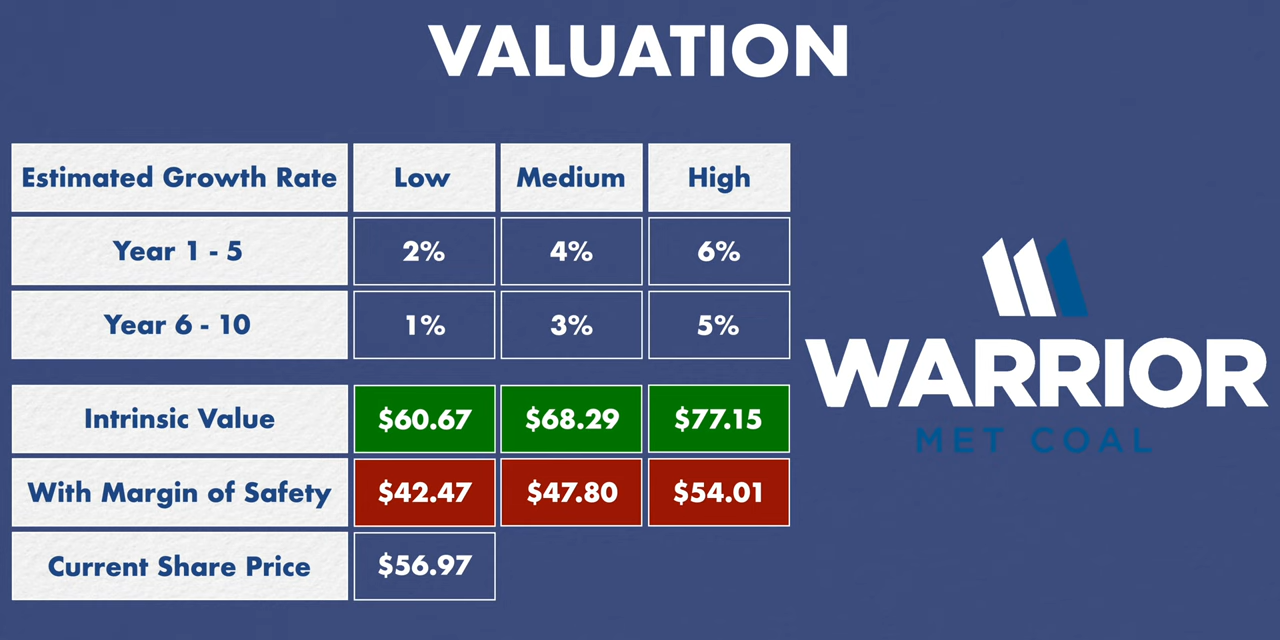 VALUATION
Estimated Growth Rate Low Medium High
Year 1 - 5 2% 4% 6%
Year 6 - 10 1% 3% 5%
Intrinsic Value $60.67 $68.29 $77.15
With Margin of Safety $42.47 $47.80 $54.01
Current Share Price $56.97
WARRIOR
MET COAL